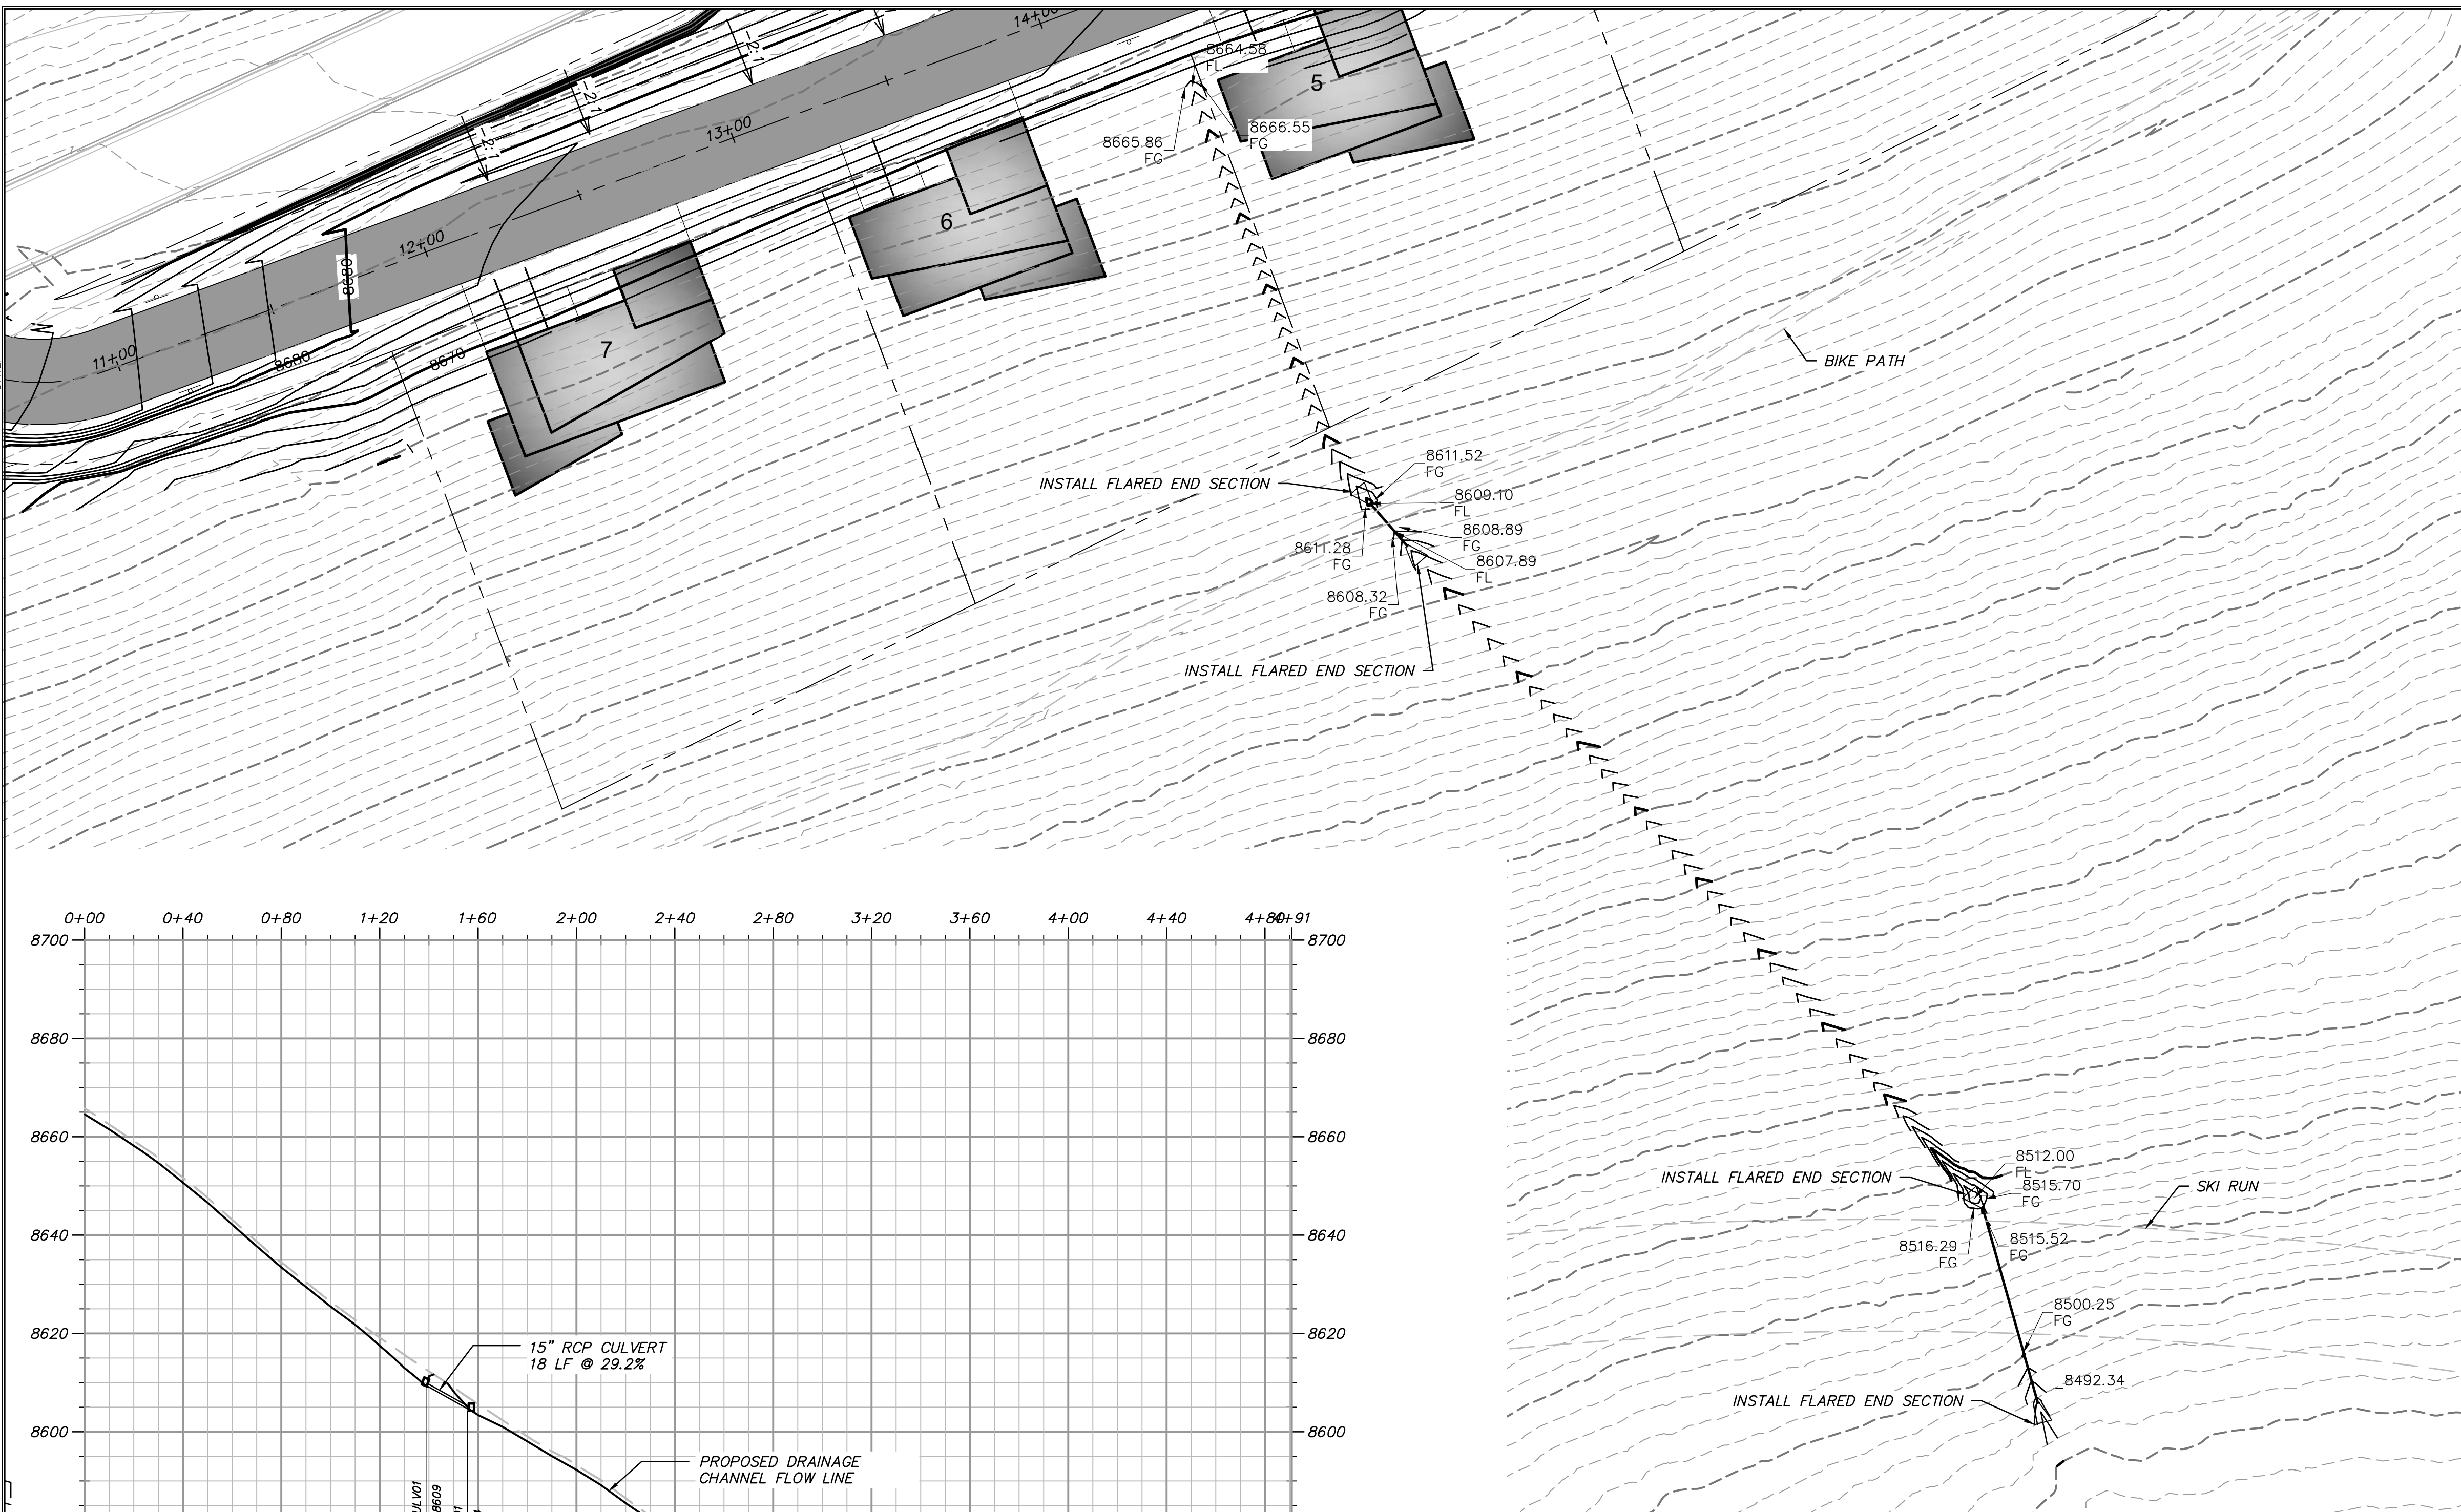 14+00
8664.58
FL
5
-2:1
-2:1
-2:1
13+00
8666.55
FG
8665.86
FG
6
12+00
8680
11+00
8680
8670
7
BIKE PATH
8611.52
FG
INSTALL FLARED END SECTION
8609.10
FL
8608.89
FG
8611.28
FG
8607.89
FL
8608.32
FG
INSTALL FLARED END SECTION
0+00 0+40 0+80 1+20 1+60 2+00 2+40 2+80 3+20 3+60 4+00 4+40 4+80 4+91
8700 8700
8680 8680
8660 8660
8640 8640
8620 8620
8600 8600
15" RCP CULVERT
18 LF @ 29.2%
PROPOSED DRAINAGE
CHANNEL FLOW LINE
8609
8512.00
FL
INSTALL FLARED END SECTION
8515.70
FG
SKI RUN
8516.29
FG
8515.52
FG
8500.25
FG
8492.34
INSTALL FLARED END SECTION